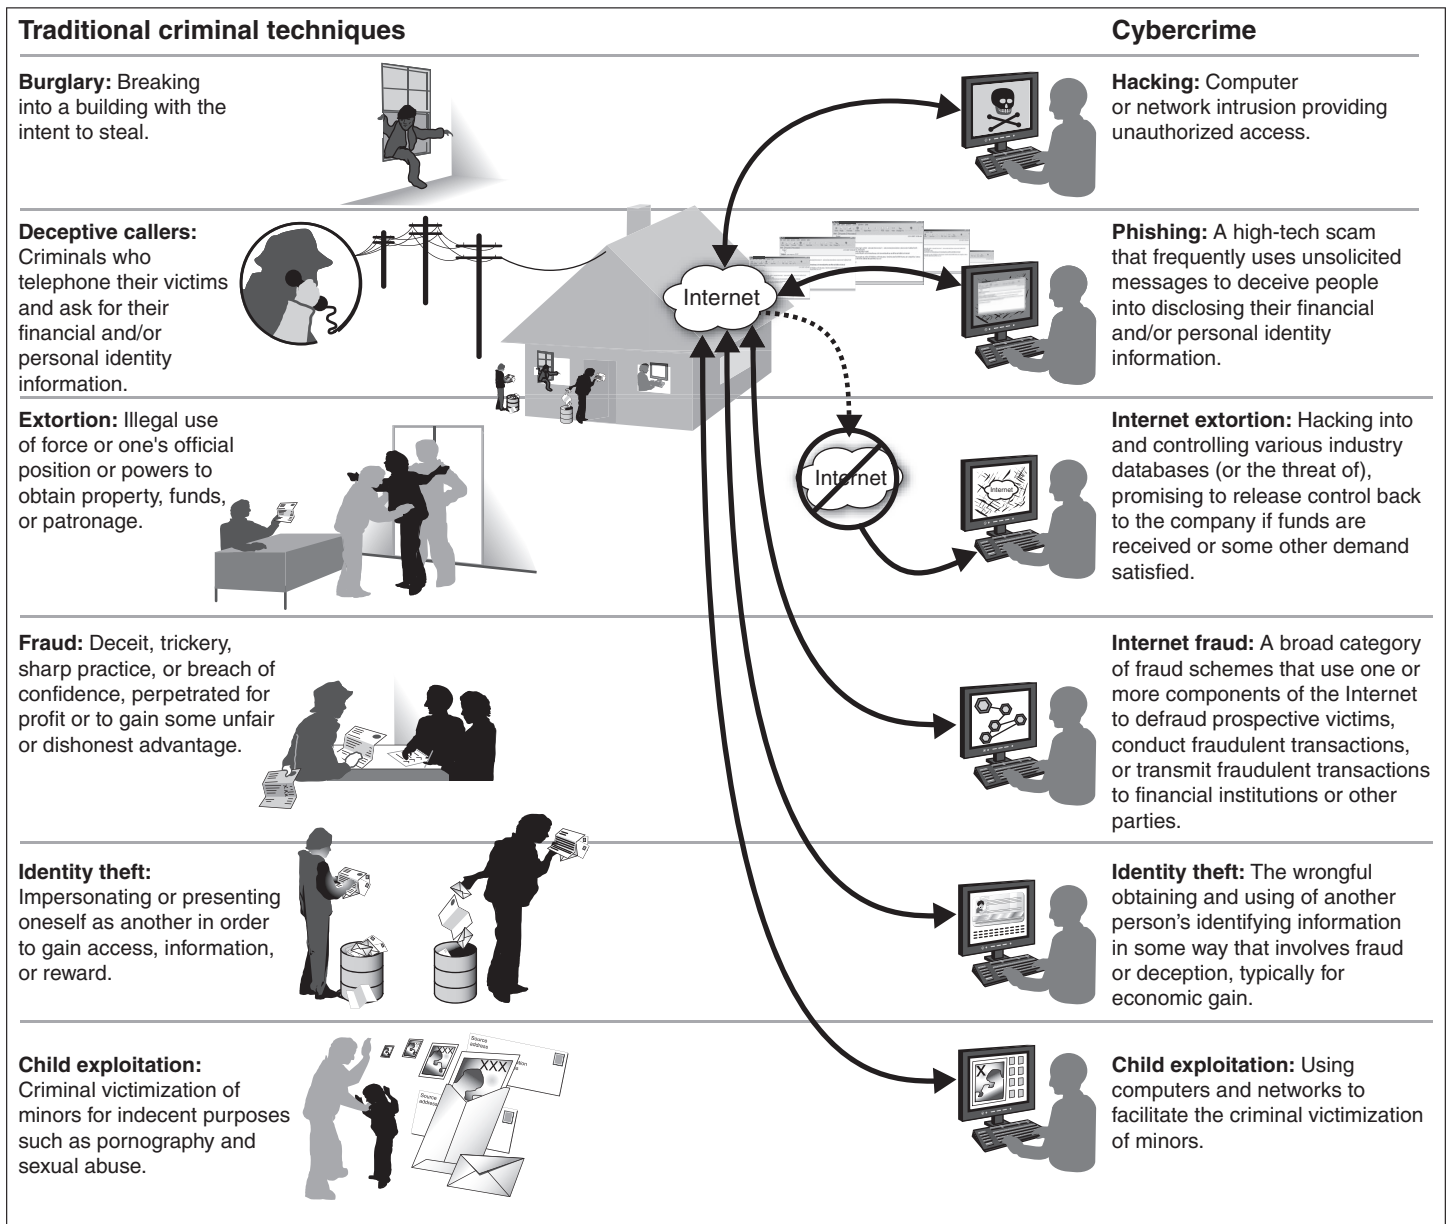 Traditional criminal techniques
Cybercrime
Burglary: Breaking
into a building with the
intent to steal.
Hacking: Computer
or network intrusion providing
unauthorized access.
Deceptive callers:
Criminals who
telephone their victims
and ask for their
financial and/or
personal identity
information.
Internet
Phishing: A high-tech scam
that frequently uses unsolicited
messages to deceive people
into disclosing their financial
and/or personal identity
information.
Extortion: Illegal use
of force or one's official
position or powers to
obtain property, funds,
or patronage.
Internet
Internet
Internet extortion: Hacking into
and controlling various industry
databases (or the threat of),
promising to release control back
to the company if funds are
received or some other demand
satisfied.
Fraud: Deceit, trickery,
sharp practice, or breach of
confidence, perpetrated for
profit or to gain some unfair
or dishonest advantage.
Internet fraud: A broad category
of fraud schemes that use one or
more components of the Internet
to defraud prospective victims,
conduct fraudulent transactions,
or transmit fraudulent transactions
to financial institutions or other
parties.
Identity theft:
Impersonating or presenting
oneself as another in order
to gain access, information,
or reward.
Identity theft: The wrongful
obtaining and using of another
person’s identifying information
in some way that involves fraud
or deception, typically for
economic gain.
Child exploitation:
Criminal victimization of
minors for indecent purposes
such as pornography and
sexual abuse.
Source
address
XXX
XXX
Source
address
X
Child exploitation: Using
computers and networks to
facilitate the criminal victimization
of minors.